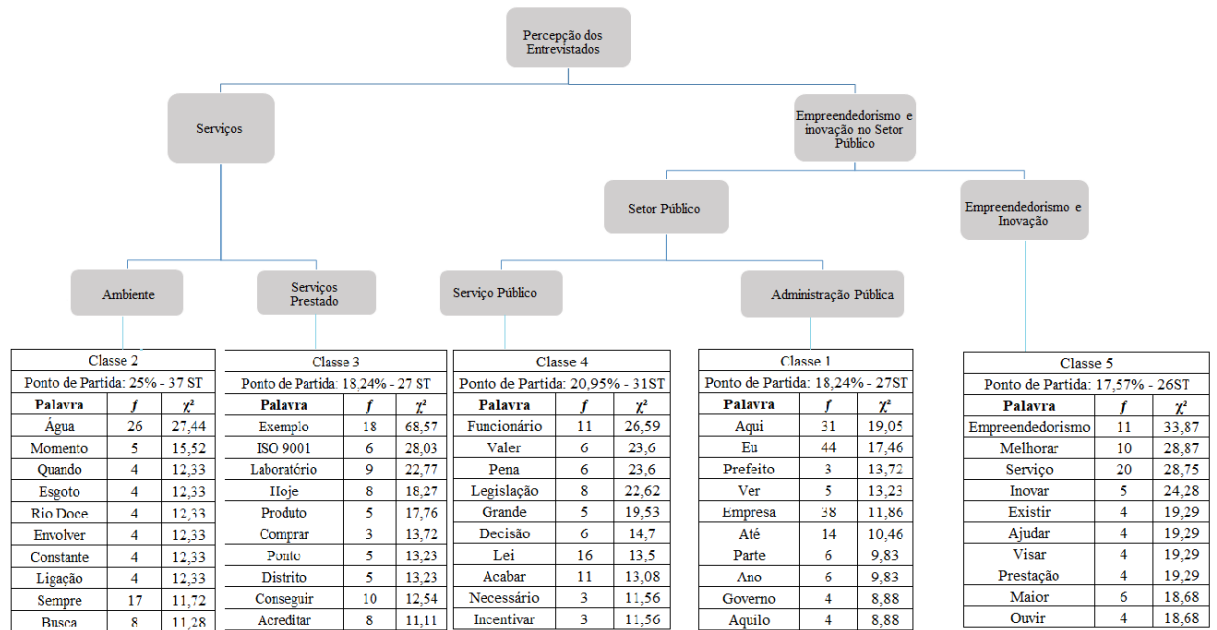 Percepção dos
Entrevistados
Serviços
Empreendedorismo e
inovação no Setor
Público
Setor Público
Empreendedorismo e
Inovação
Ambiente
Serviços
Prestado
Serviço Público
Administração Pública
Classe 2
Ponto de Partida: 25% - 37 ST
Palavra f χ²
Água 26 27,44
Momento 5 15,52
Quando 4 12,33
Esgoto 4 12,33
Rio Doce 4 12,33
Envolver 4 12,33
Constante 4 12,33
Ligação 4 12,33
Sempre 17 11,72
Busca 8 11,28
Classe 3
Ponto de Partida: 18,24% - 27 ST
Palavra f χ²
Exemplo 18 68,57
ISO 9001 6 28,03
Laboratório 9 22,77
Hoje 8 18,27
Produto 5 17,76
Comprar 3 13,72
Ponto 5 13,23
Distrito 5 13,23
Conseguir 10 12,54
Acreditar 8 11,11
Classe 4
Ponto de Partida: 20,95% - 31ST
Palavra f χ²
Funcionário 11 26,59
Valer 6 23,6
Pena 6 23,6
Legislação 8 22,62
Grande 5 19,53
Decisão 6 14,7
Lei 16 13,5
Acabar 11 13,08
Necessário 3 11,56
Incentivar 3 11,56
Classe 1
Ponto de Partida: 18,24% - 27ST
Palavra f χ²
Aqui 31 19,05
Eu 44 17,46
Prefeito 3 13,72
Ver 5 13,23
Empresa 38 11,86
Até 14 10,46
Parte 6 9,83
Ano 6 9,83
Governo 4 8,88
Aquilo 4 8,88
Classe 5
Ponto de Partida: 17,57% - 26ST
Palavra f χ²
Empreendedorismo 11 33,87
Melhorar 10 28,87
Serviço 20 28,75
Inovar 5 24,28
Existir 4 19,29
Ajudar 4 19,29
Visar 4 19,29
Prestação 4 19,29
Maior 6 18,68
Ouvir 4 18,68